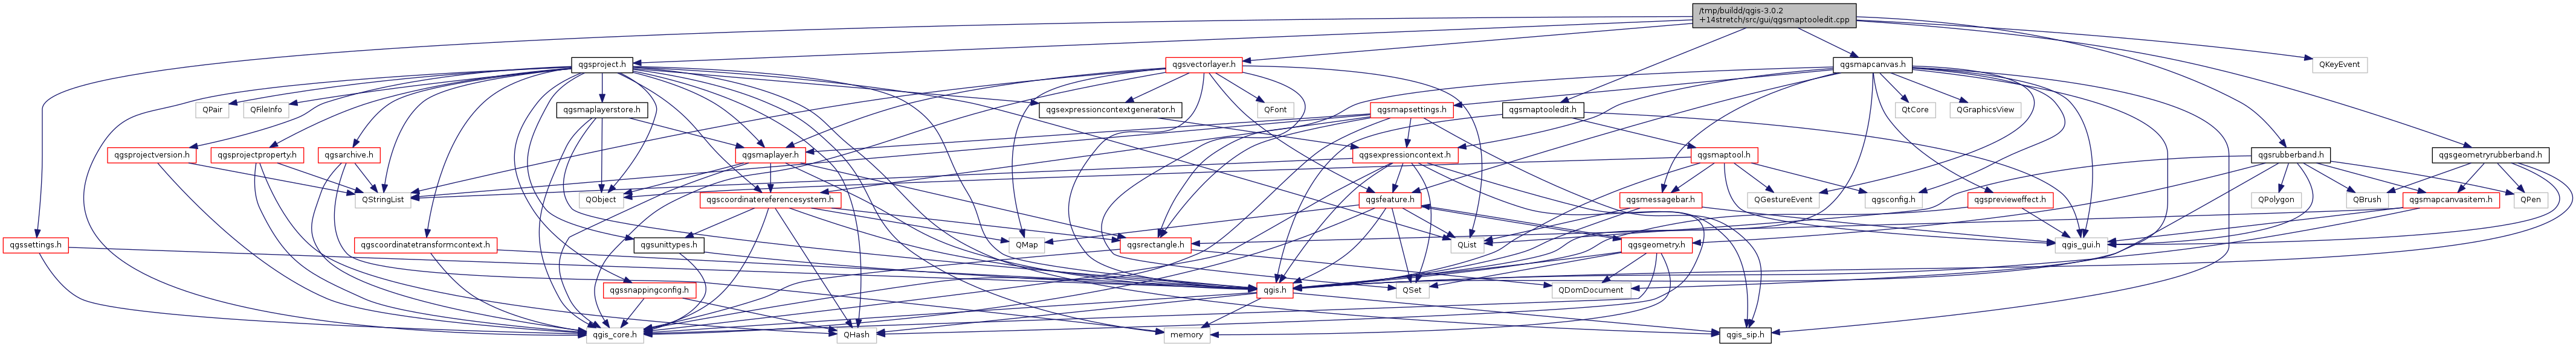 /tmp/buildd/qgis-3.0.2
+14stretch/src/gui/qgsmaptooledit.cpp
qgsproject.h
qgsvectorlayer.h
qgsmapcanvas.h
QKeyEvent
QPair
QFileInfo
qgsmaplayerstore.h
qgsexpressioncontextgenerator.h
QFont
qgsmapsettings.h
qgsmaptooledit.h
QtCore
QGraphicsView
qgsprojectversion.h
qgsprojectproperty.h
qgsarchive.h
qgsmaplayer.h
qgsexpressioncontext.h
qgsmaptool.h
qgsrubberband.h
qgsgeometryrubberband.h
QStringList
QObject
qgscoordinatereferencesystem.h
qgsfeature.h
qgsmessagebar.h
QGestureEvent
qgsconfig.h
qgsprevieweffect.h
QPolygon
QBrush
qgsmapcanvasitem.h
QPen
qgssettings.h
qgscoordinatetransformcontext.h
qgsunittypes.h
QMap
qgsrectangle.h
qgsgeometry.h
QList
qgis_gui.h
qgssnappingconfig.h
qgis.h
QSet
QDomDocument
qgis_core.h
QHash
memory
qgis_sip.h